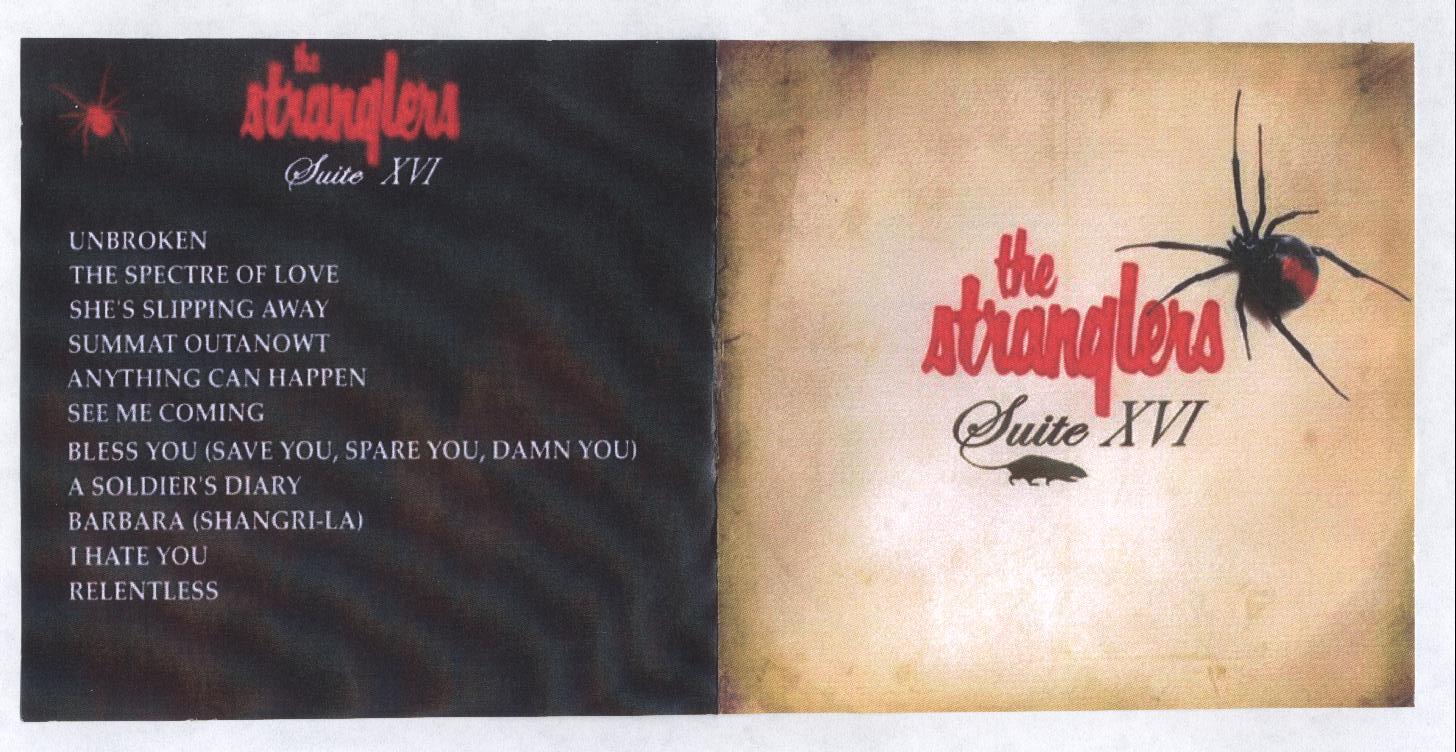 the
stranglers
Suite XVI
UNBROKEN
THE SPECTRE OF LOVE
SHE'S SLIPPING AWAY
SUMMAT OUTANOWT
ANYTHING CAN HAPPEN
SEE ME COMING
BLESS YOU (SAVE YOU, SPARE YOU, DAMN YOU)
A SOLDIER'S DIARY
BARBARA (SHANGRI-LA)
I HATE YOU
RELENTLESS
the
stranglers
Suite XVI